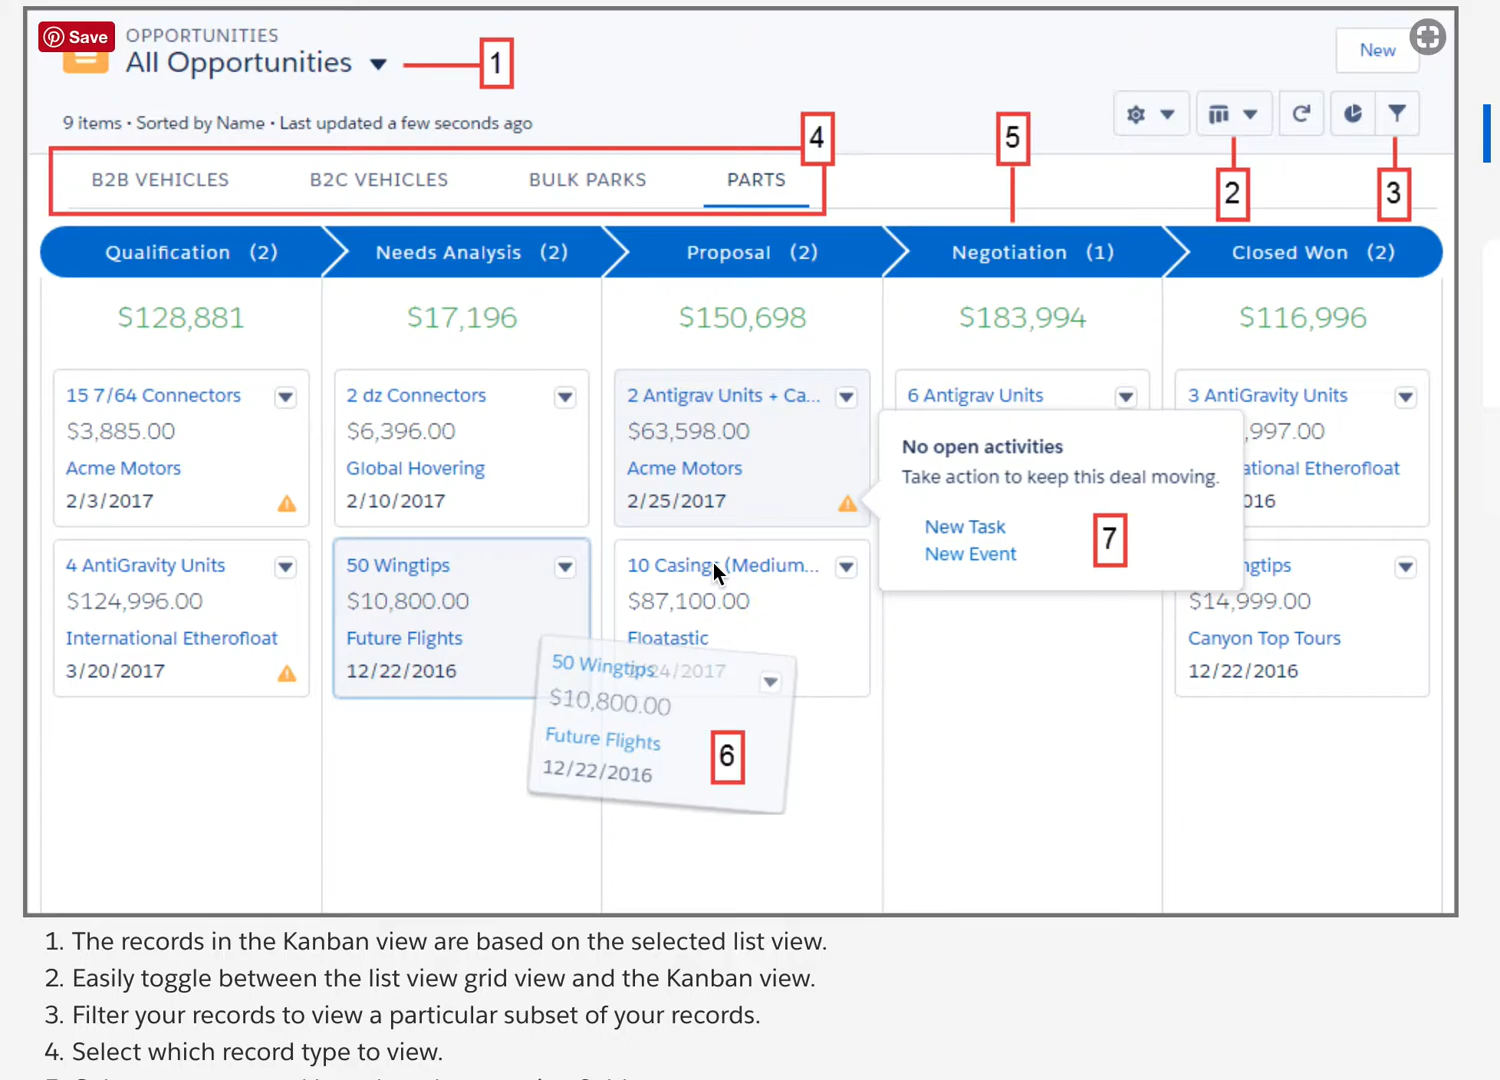 Save
OPPORTUNITIES
All Opportunities
1
New
9 items • Sorted by Name • Last updated a few seconds ago
4
5
2
3
B2B VEHICLES B2C VEHICLES BULK PARKS PARTS
Qualification (2) Needs Analysis (2) Proposal (2) Negotiation (1) Closed Won (2)
$128,881 $17,196 $150,698 $183,994 $116,996
15 7/64 Connectors
$3,885.00
Acme Motors
2/3/2017
4 AntiGravity Units
$124,996.00
International Etherofloat
3/20/2017
2 dz Connectors
$6,396.00
Global Hovering
2/10/2017
50 Wingtips
$10,800.00
Future Flights
12/22/2016
2 Antigrav Units + Ca...
$63,598.00
Acme Motors
2/25/2017
10 Casings (Medium...
$87,100.00
Floatastic
24/2017
50 Wingtips
$10,800.00
Future Flights
12/22/2016
6
6 Antigrav Units
No open activities
Take action to keep this deal moving.
New Task
New Event
7
3 AntiGravity Units
,997.00
ational Etherofloat
016
ngtips
$14,999.00
Canyon Top Tours
12/22/2016
1. The records in the Kanban view are based on the selected list view.
2. Easily toggle between the list view grid view and the Kanban view.
3. Filter your records to view a particular subset of your records.
4. Select which record type to view.